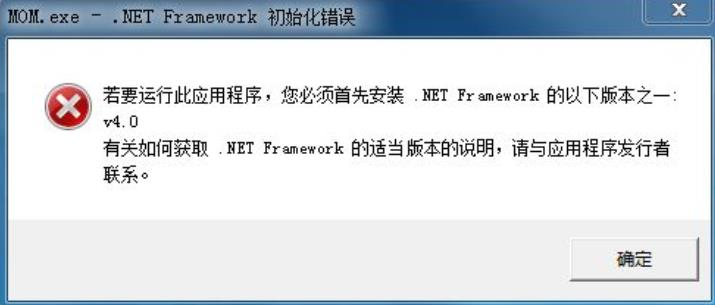 MOM.exe - .NET Framework 初始化错误
若要运行此应用程序，您必须首先安装 .NET Framework 的以下版本之一:
v4.0
有关如何获取 .NET Framework 的适当版本的说明，请与应用程序发行者
联系。
确定